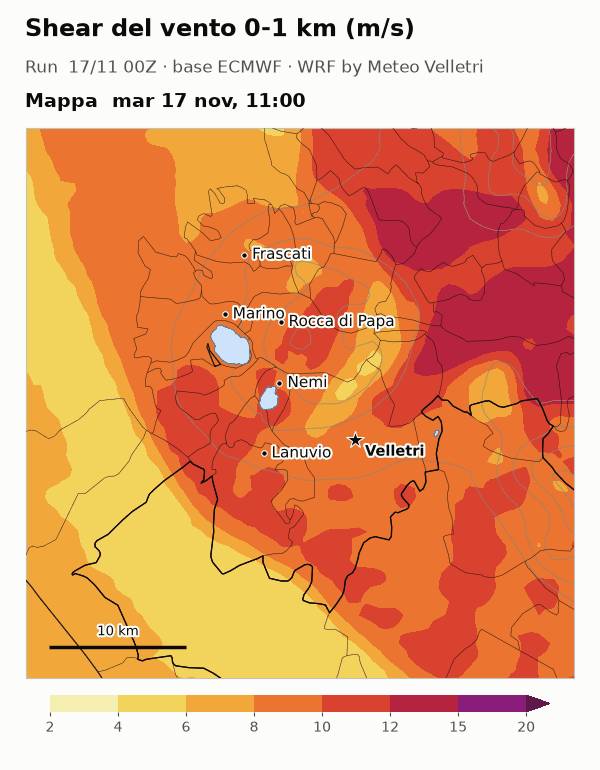 Shear del vento 0-1 km (m/s)
Run  17/11 00Z · base ECMWF · WRF by Meteo Velletri
Mappa  mar 17 nov, 11:00
Frascati
Marino
Rocca di Papa
Nemi
Velletri
Lanuvio
10 km
2 4 6 8 10 12 15 20